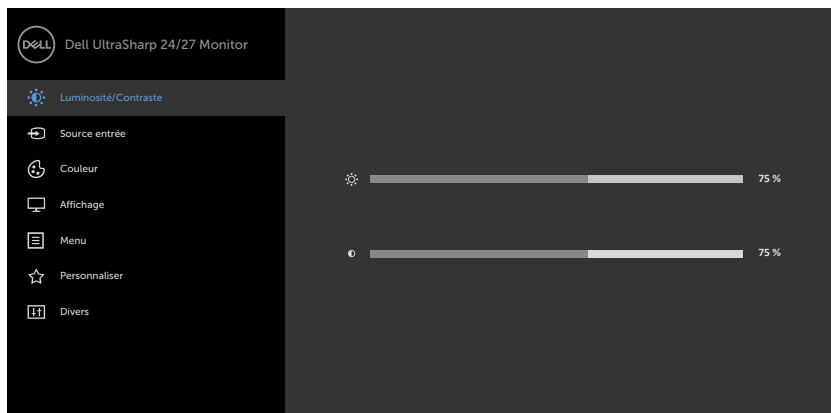 DELL
Dell UltraSharp 24/27 Monitor
Luminosité/Contraste
Source entrée
Couleur
Affichage
Menu
Personnaliser
Divers
75 %
75 %